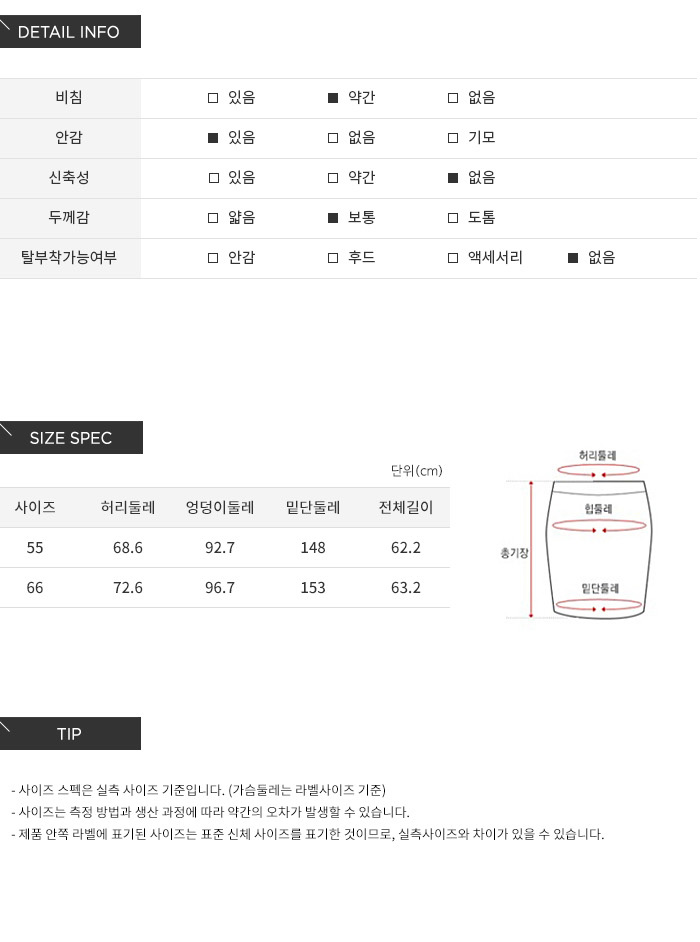 DETAIL INFO
비침 □ 있음 ■ 약간 □ 없음
안감 ■ 있음 □ 없음 □ 기모
신축성 □ 있음 □ 약간 ■ 없음
두께감 □ 얇음 ■ 보통 □ 도톰
탈부착가능여부 □ 안감 □ 후드 □ 액세서리 ■ 없음
SIZE SPEC
단위(cm)
사이즈 허리둘레 엉덩이둘레 밑단둘레 전체길이
55 68.6 92.7 148 62.2
66 72.6 96.7 153 63.2
허리둘레
힙둘레
총기장
밑단둘레
TIP
- 사이즈 스펙은 실측 사이즈 기준입니다. (가슴둘레는 라벨사이즈 기준)
- 사이즈는 측정 방법과 생산 과정에 따라 약간의 오차가 발생할 수 있습니다.
- 제품 안쪽 라벨에 표기된 사이즈는 표준 신체 사이즈를 표기한 것이므로, 실측사이즈와 차이가 있을 수 있습니다.